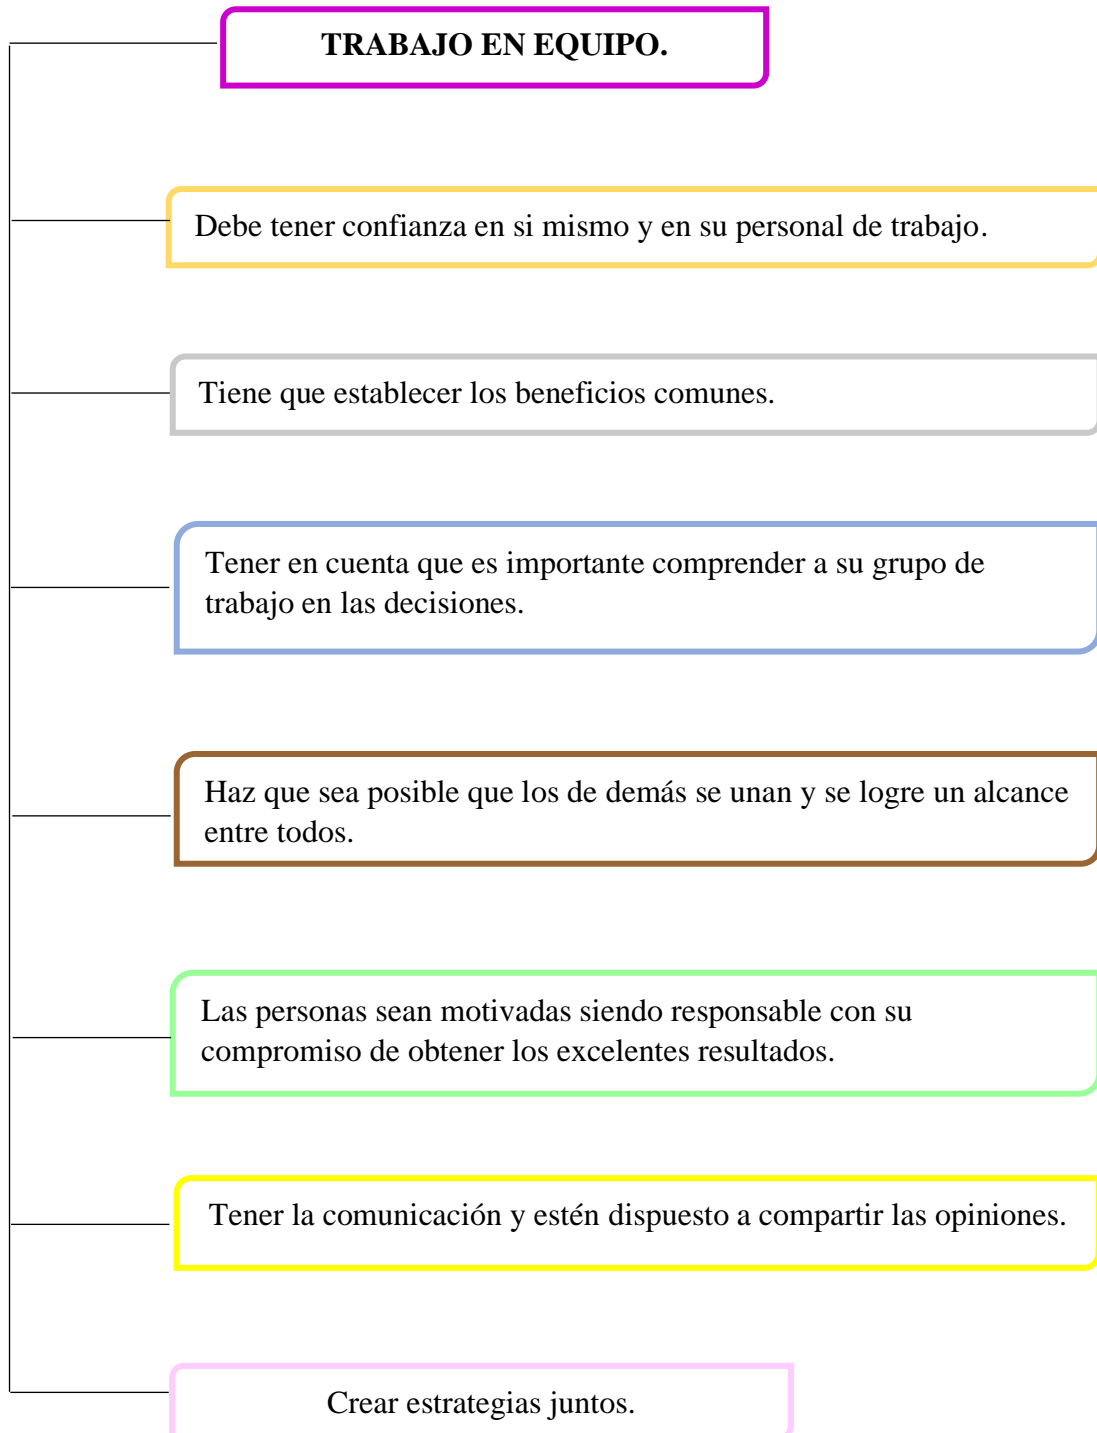 TRABAJO EN EQUIPO.
Debe tener confianza en si mismo y en su personal de trabajo.
Tiene que establecer los beneficios comunes.
Tener en cuenta que es importante comprender a su grupo de
trabajo en las decisiones.
Haz que sea posible que los de demás se unan y se logre un alcance
entre todos.
Las personas sean motivadas siendo responsable con su
compromiso de obtener los excelentes resultados.
Tener la comunicación y estén dispuesto a compartir las opiniones.
Crear estrategias juntos.